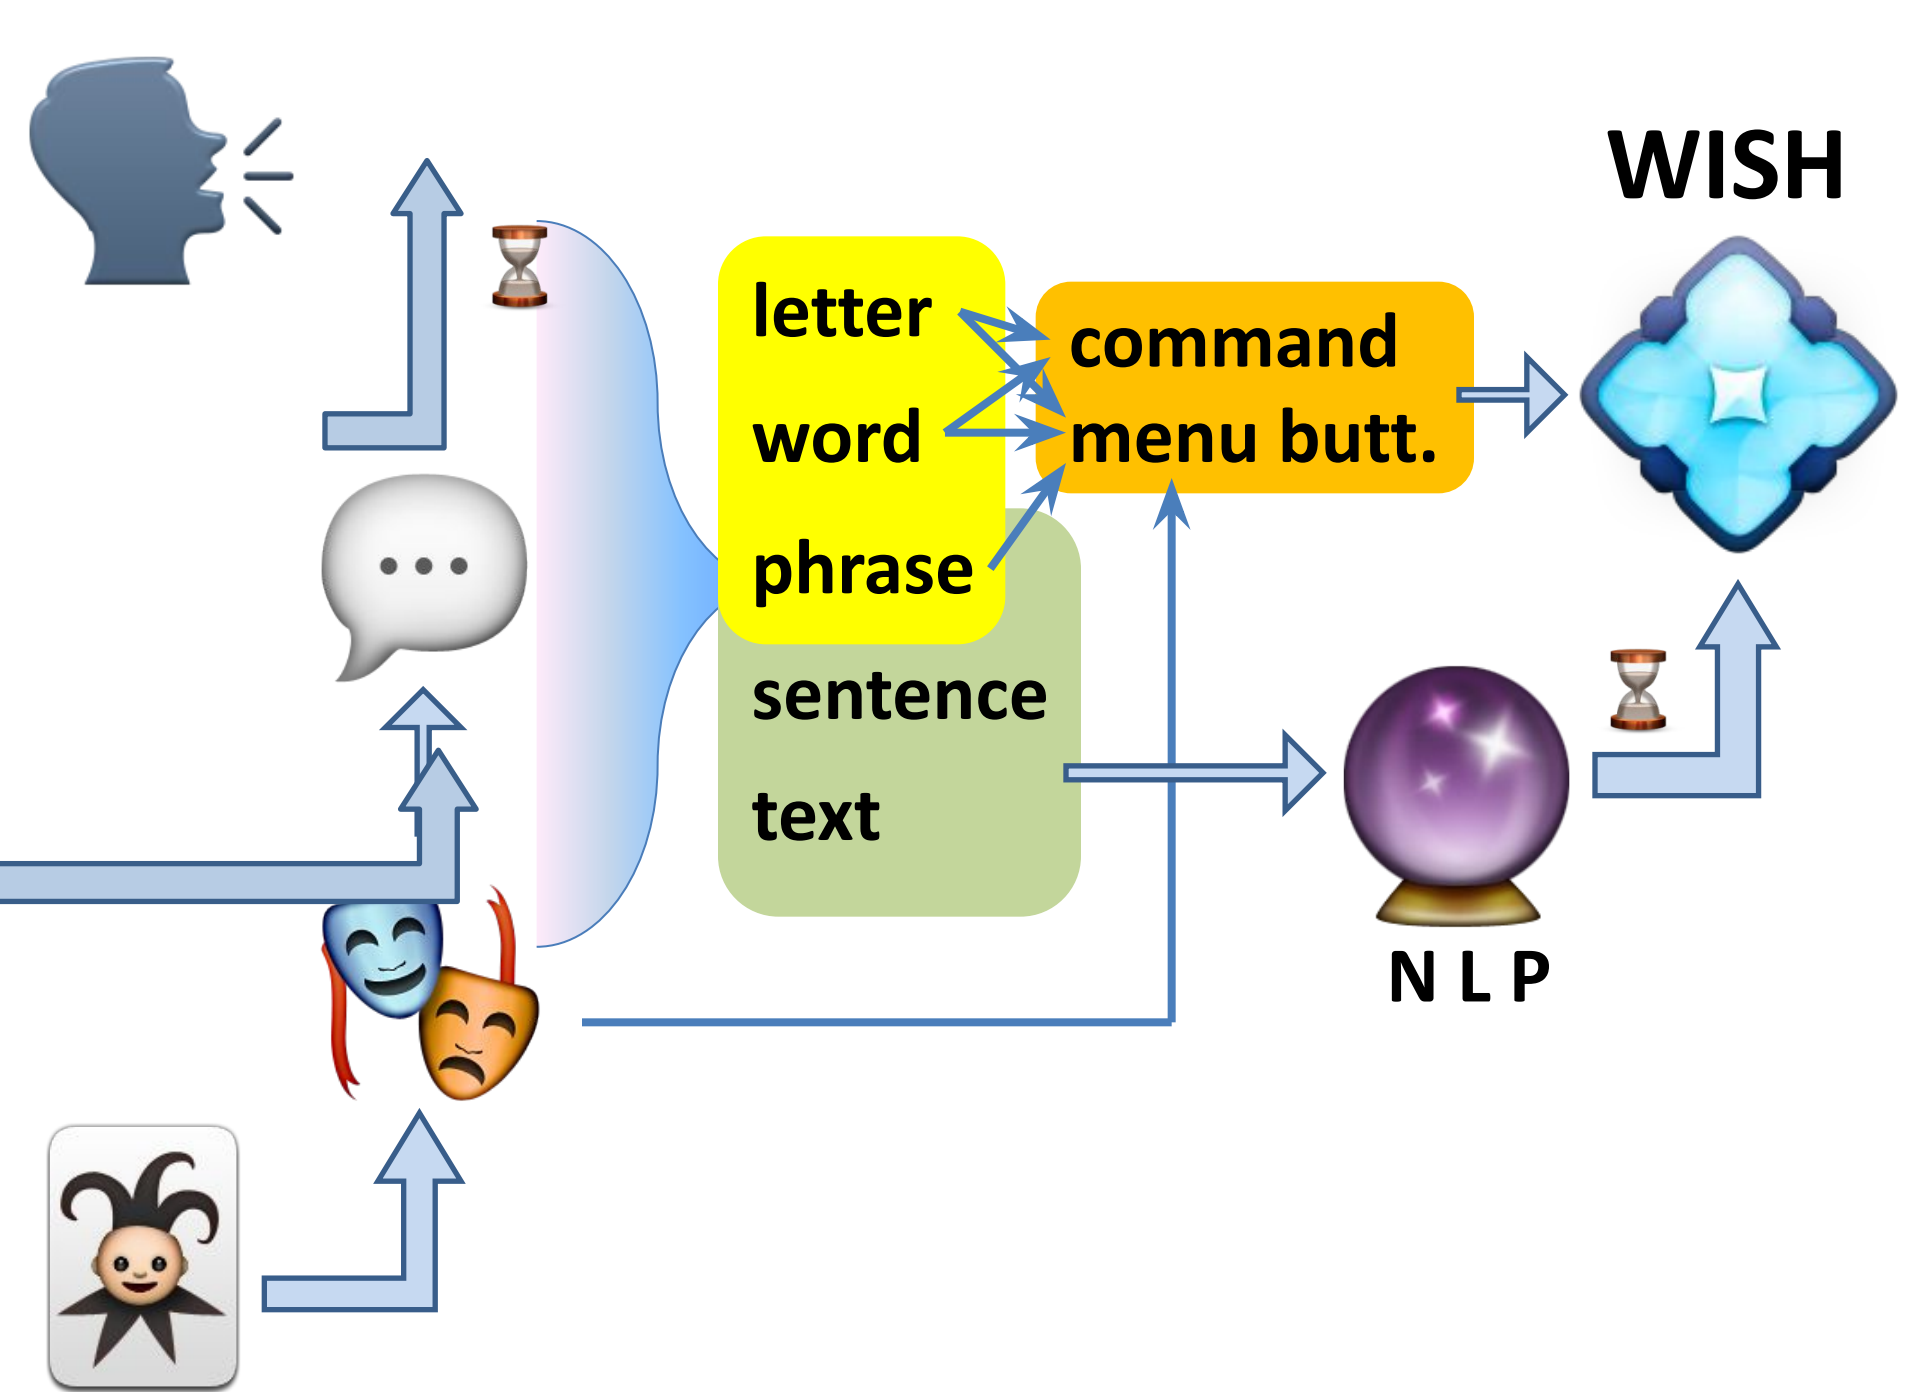 WISH
letter
word
phrase
sentence
text
command
menu butt.
N L P